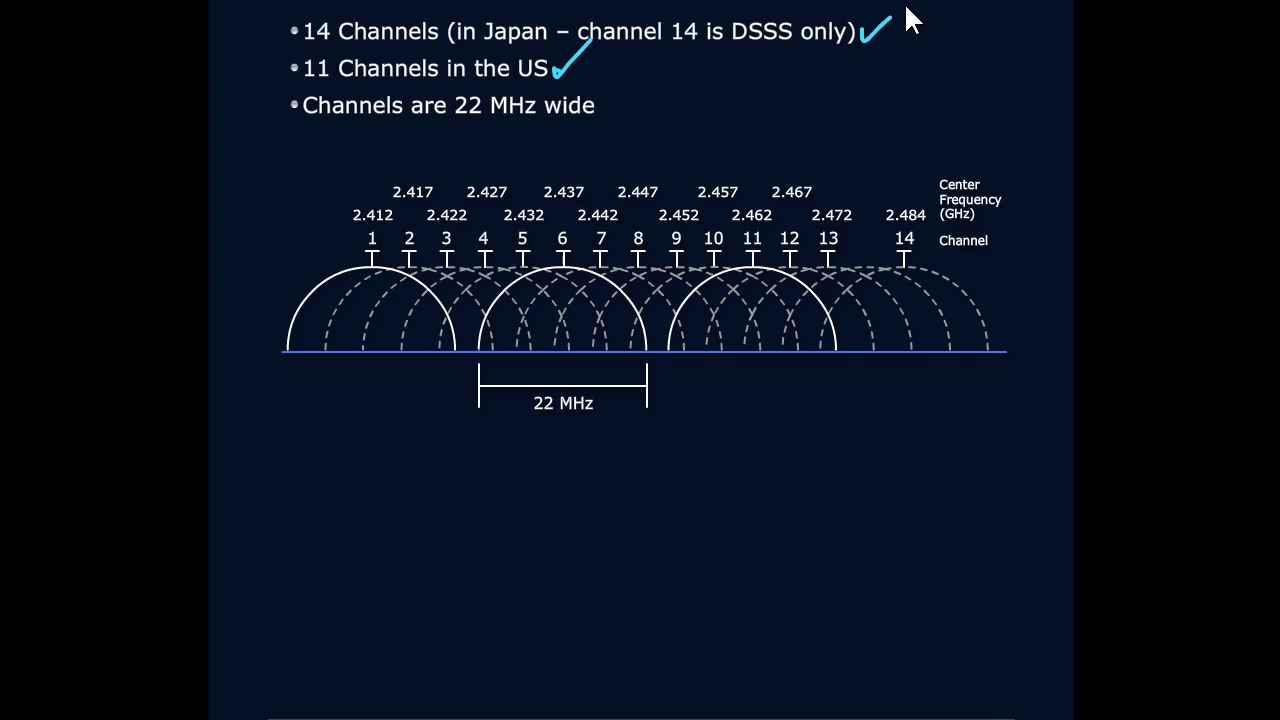 • 14 Channels (in Japan – channel 14 is DSSS only)
• 11 Channels in the US
• Channels are 22 MHz wide
2.417 2.427 2.437 2.447 2.457 2.467 Center
Frequency
2.412 2.422 2.432 2.442 2.452 2.462 2.472 2.484 (GHz)
1 2 3 4 5 6 7 8 9 10 11 12 13 14 Channel
22 MHz